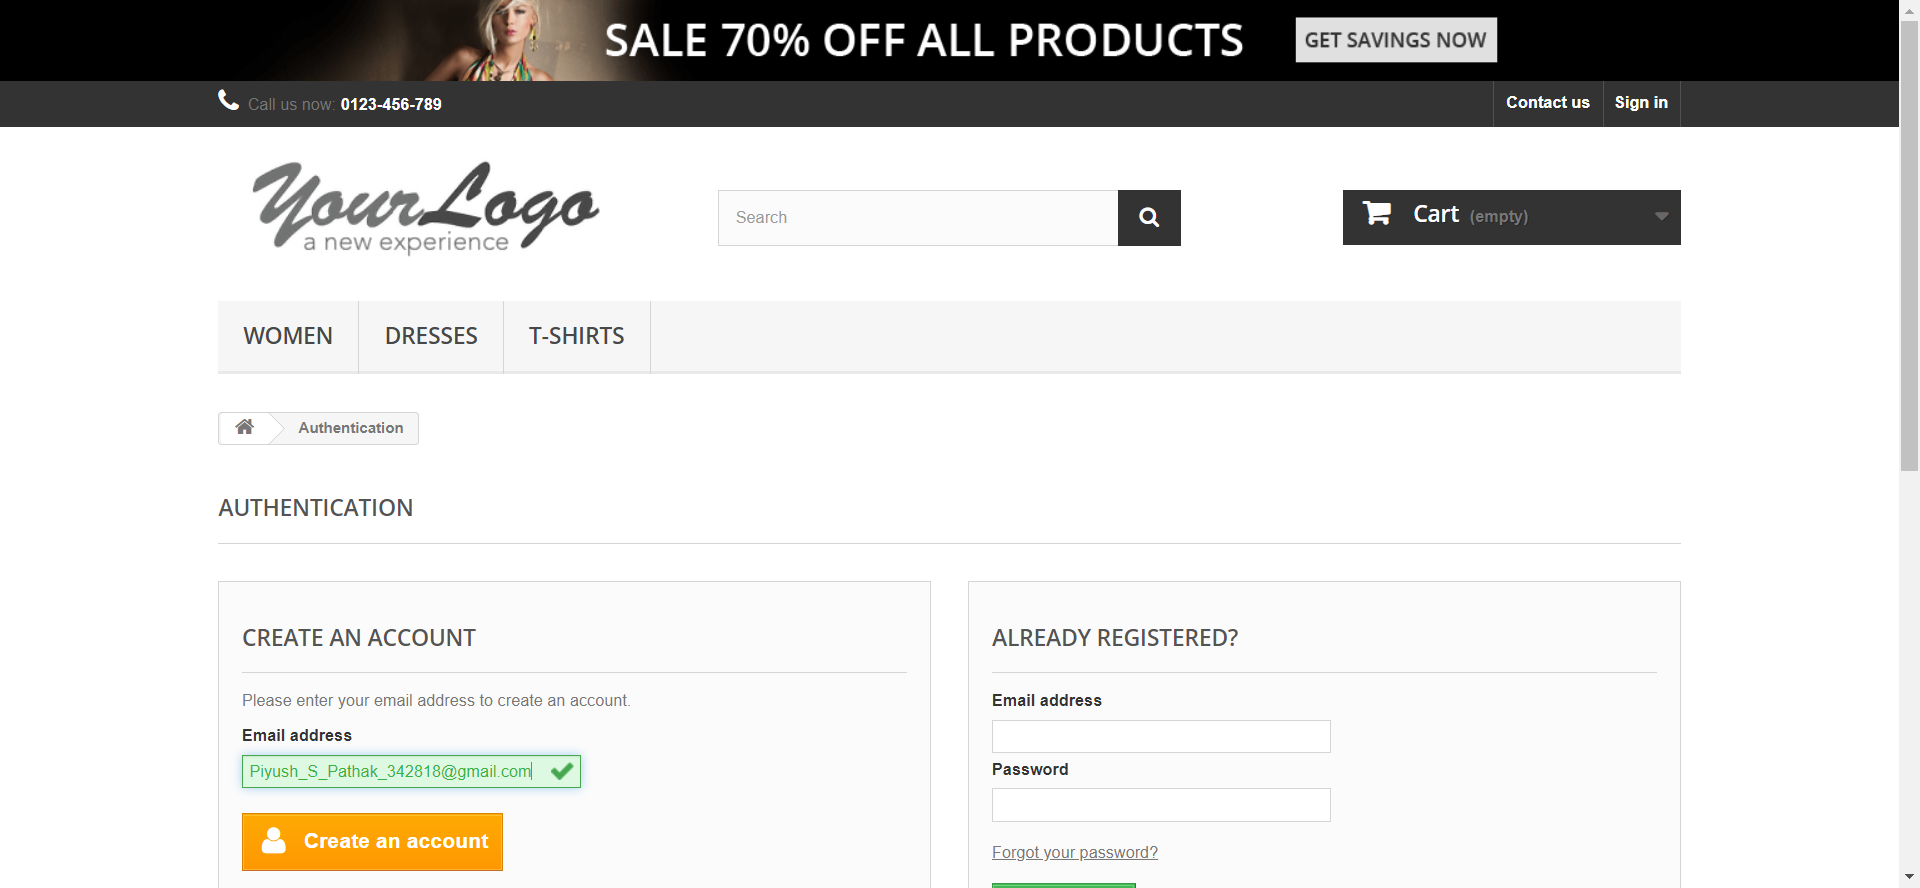 SALE 70% OFF ALL PRODUCTS GET SAVINGS NOW
Call us now: 0123-456-789 Contact us Sign in
YourLogo
a new experience
Search
Cart (empty)
WOMEN DRESSES T-SHIRTS
Authentication
AUTHENTICATION
CREATE AN ACCOUNT
Please enter your email address to create an account.
Email address
Piyush_S_Pathak_342818@gmail.com
Create an account
ALREADY REGISTERED?
Email address
Password
Forgot your password?